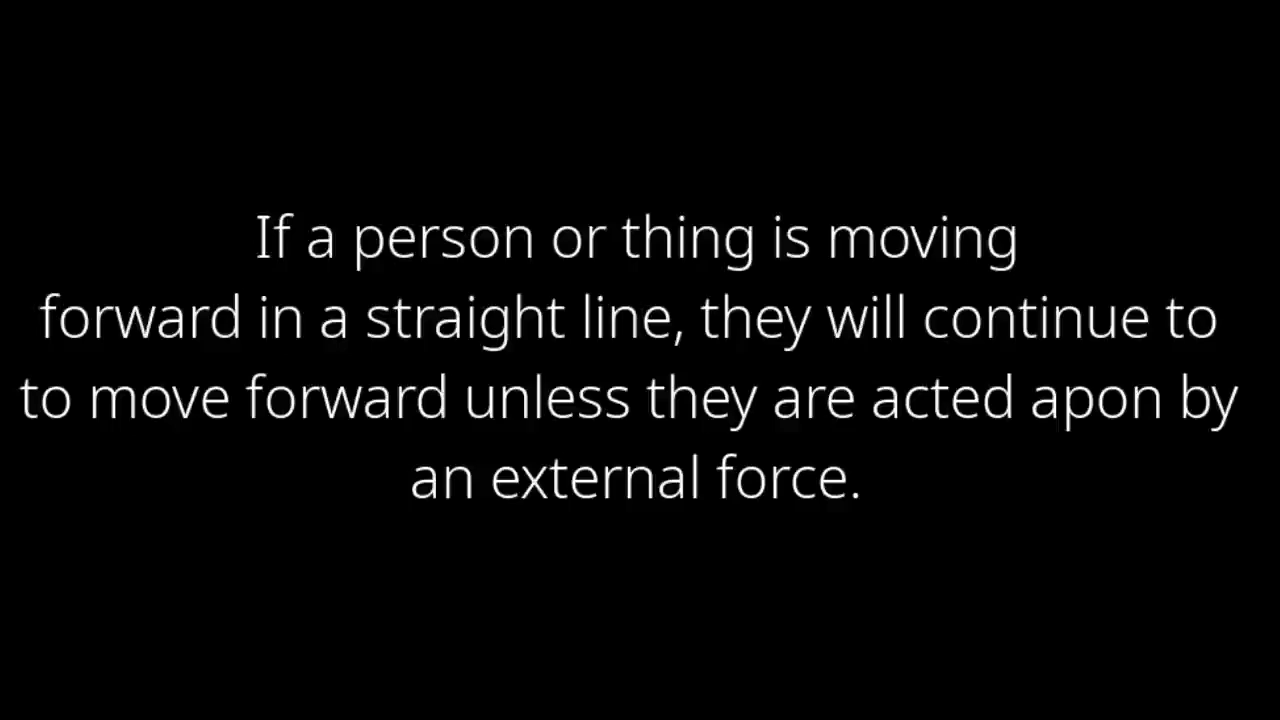 If a person or thing is moving
forward in a straight line, they will continue to
to move forward unless they are acted apon by
an external force.